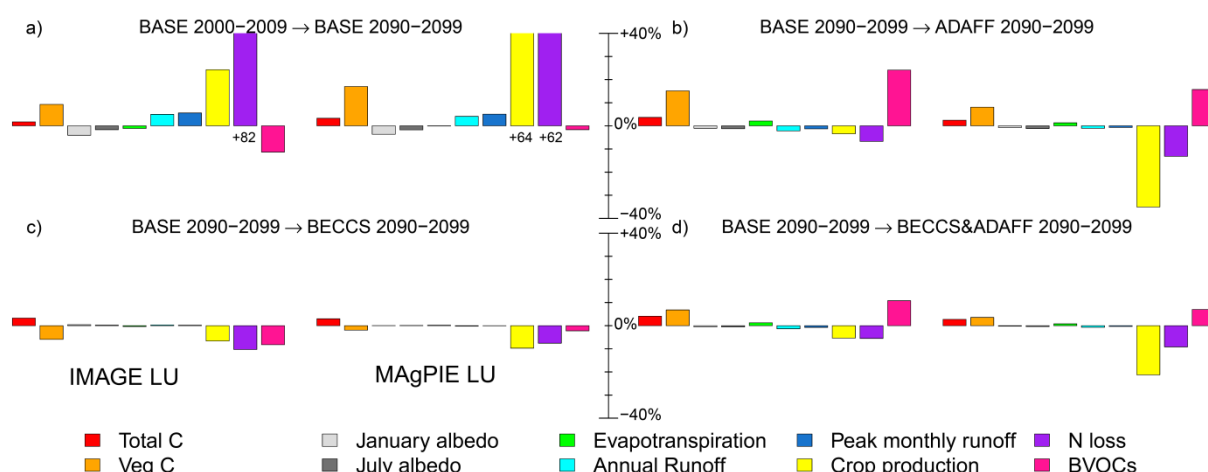 a) BASE 2000−2009 → BASE 2090−2099 +40% b) BASE 2090−2099 → ADAFF 2090−2099
0%
+82 +64 +62
−40%
c) BASE 2090−2099 → BECCS 2090−2099 +40% d) BASE 2090−2099 → BECCS&ADAFF 2090−2099
0%
IMAGE LU MAgPIE LU
−40%
Total C January albedo Evapotranspiration Peak monthly runoff N loss
Veg C July albedo Annual Runoff Crop production BVOCs